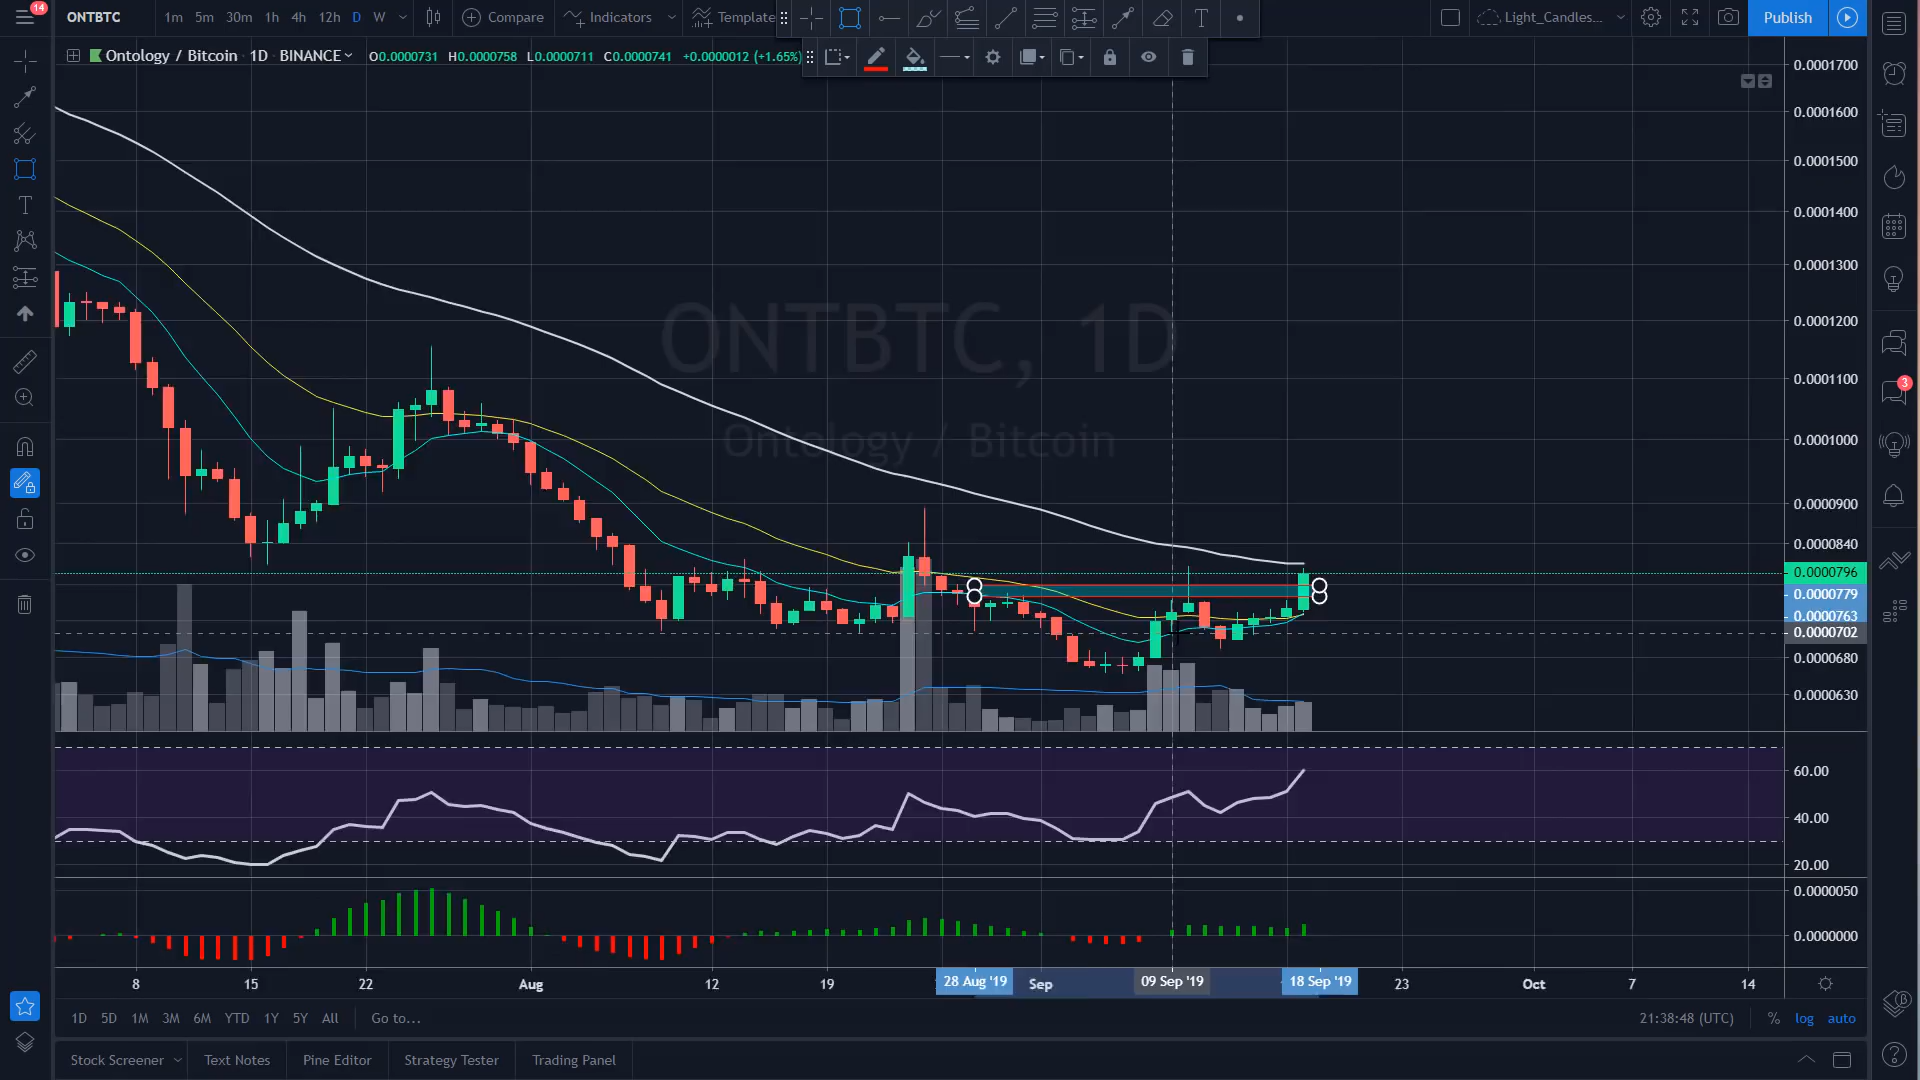 14
ONTBTC
1m 5m 30m 1h 4h 12h D W
Compare
Indicators
Template
Light_Candles...
Publish
Ontology / Bitcoin 1D BINANCE O0.0000731 H0.0000758 L0.0000711 C0.0000741 +0.0000012 (+1.65%)
0.0001700
0.0001600
0.0001500
0.0001400
0.0001300
0.0001200
0.0001100
0.0001000
0.0000900
0.0000840
0.0000796
0.0000779
0.0000763
0.0000702
0.0000680
0.0000630
ONTBTC, 1D
Ontology / Bitcoin
3
60.00
40.00
20.00
0.0000050
0.0000000
8 15 22 Aug 12 19 28 Aug '19 Sep 09 Sep '19 18 Sep '19 23 Oct 7 14
1D 5D 1M 3M 6M YTD 1Y 5Y All Go to... 21:38:48 (UTC) % log auto
Stock Screener Text Notes Pine Editor Strategy Tester Trading Panel